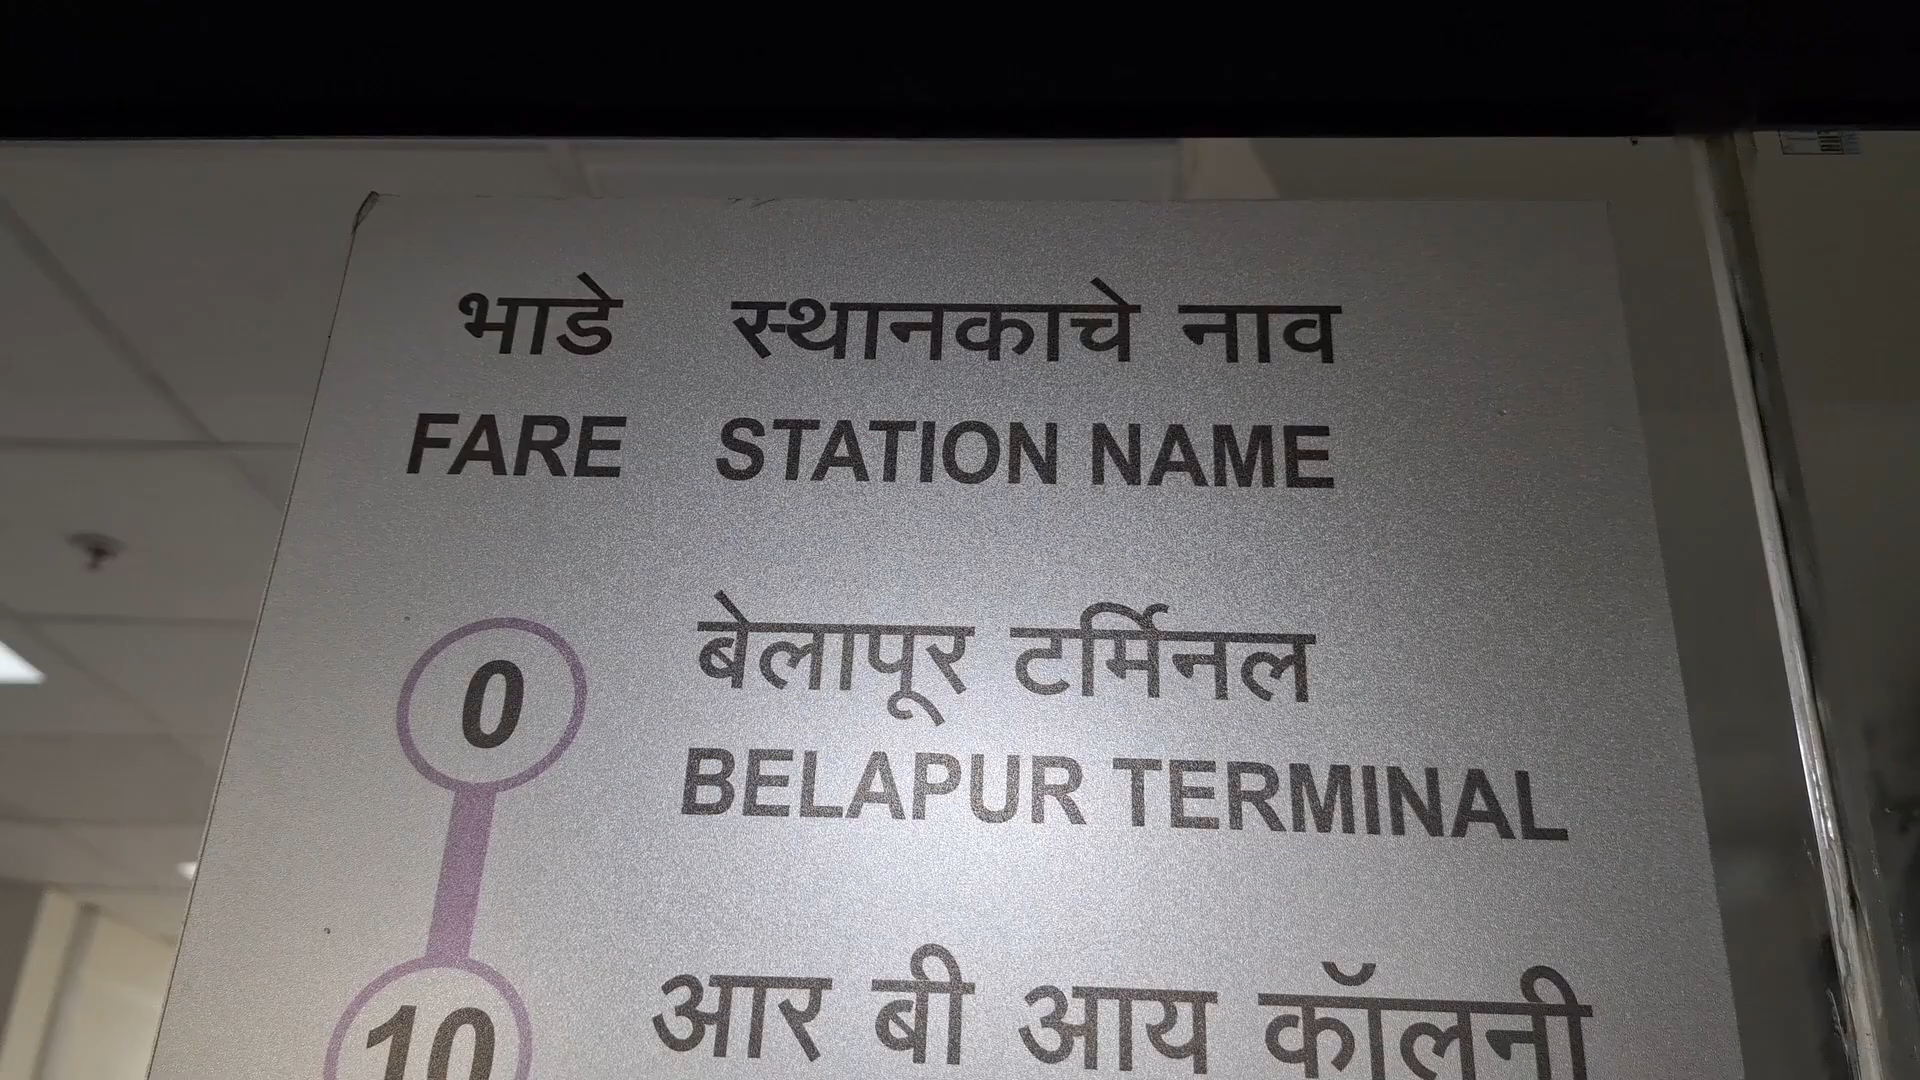 भाडे स्थानकाचे नाव
FARE STATION NAME
0 बेलापूर टर्मिनल
BELAPUR TERMINAL
10 आर बी आय कॉलनी